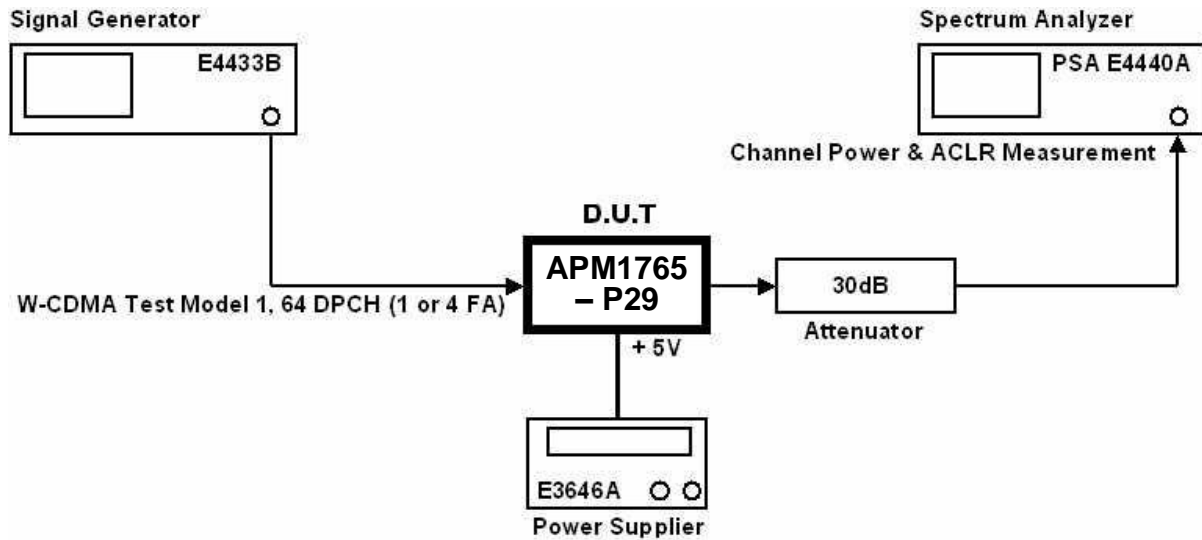 Signal Generator
E4433B
Spectrum Analyzer
PSA E4440A
Channel Power & ACLR Measurement
D.U.T
APM1765
– P29
W-CDMA Test Model 1, 64 DPCH (1 or 4 FA)
30dB
Attenuator
+ 5V
E3646A
Power Supplier